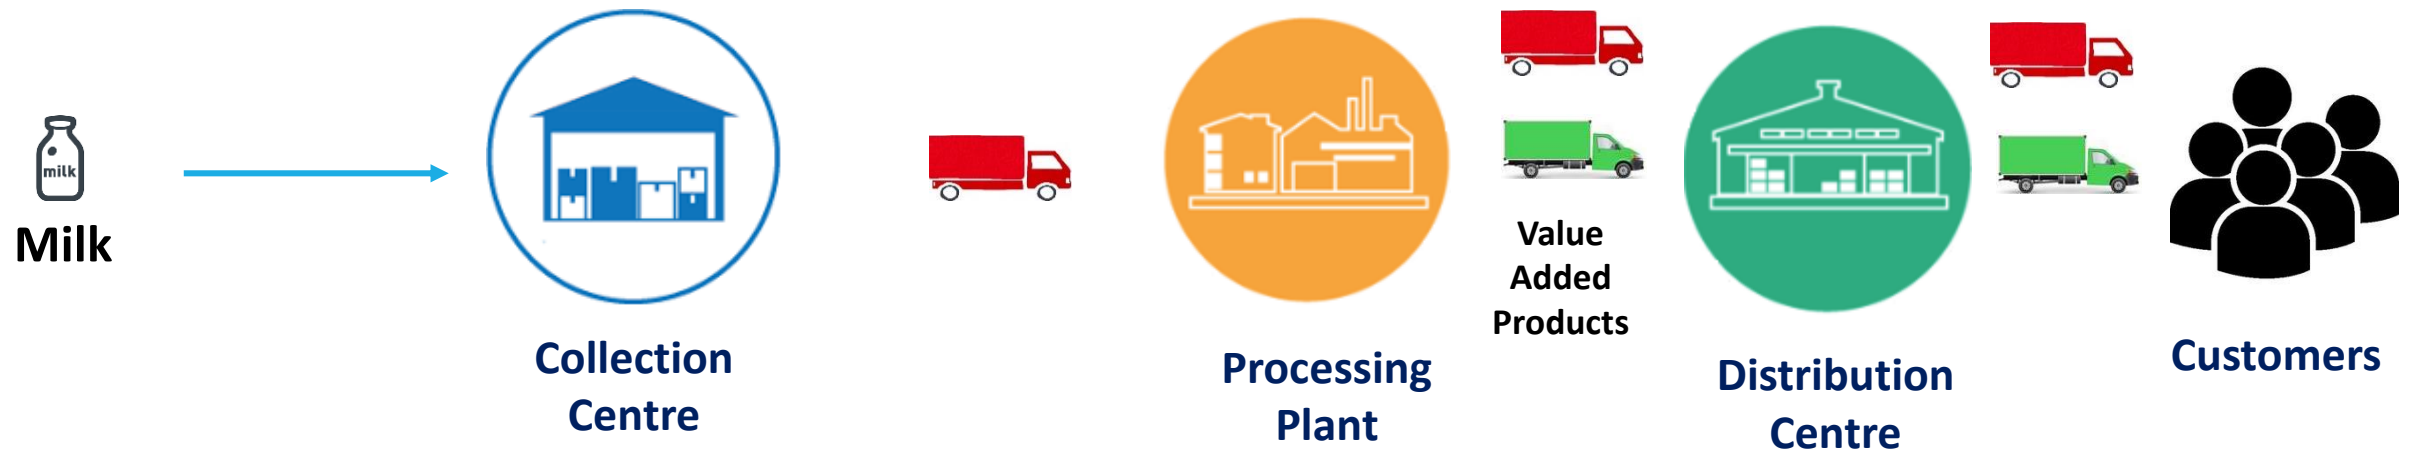 milk
Milk
Collection
Centre
Processing
Plant
Value
Added
Products
Distribution
Centre
Customers